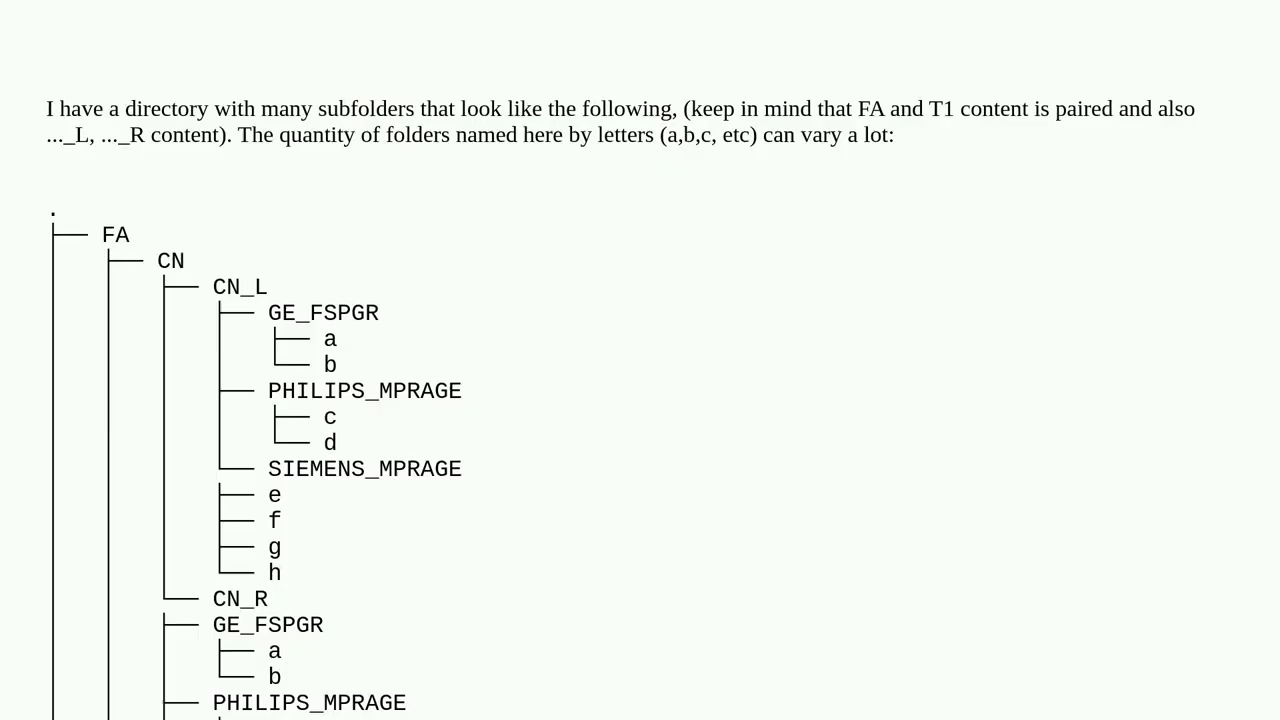 I have a directory with many subfolders that look like the following, (keep in mind that FA and T1 content is paired and also
..._L, ..._R content). The quantity of folders named here by letters (a,b,c, etc) can vary a lot:
.
├── FA
│   ├── CN
│   │   ├── CN_L
│   │   │   ├── GE_FSPGR
│   │   │   │   ├── a
│   │   │   │   └── b
│   │   │   ├── PHILIPS_MPRAGE
│   │   │   │   ├── c
│   │   │   │   └── d
│   │   │   └── SIEMENS_MPRAGE
│   │   │   ├── e
│   │   │   ├── f
│   │   │   ├── g
│   │   │   └── h
│   │   └── CN_R
│   │   ├── GE_FSPGR
│   │   │   ├── a
│   │   │   └── b
│   │   ├── PHILIPS_MPRAGE